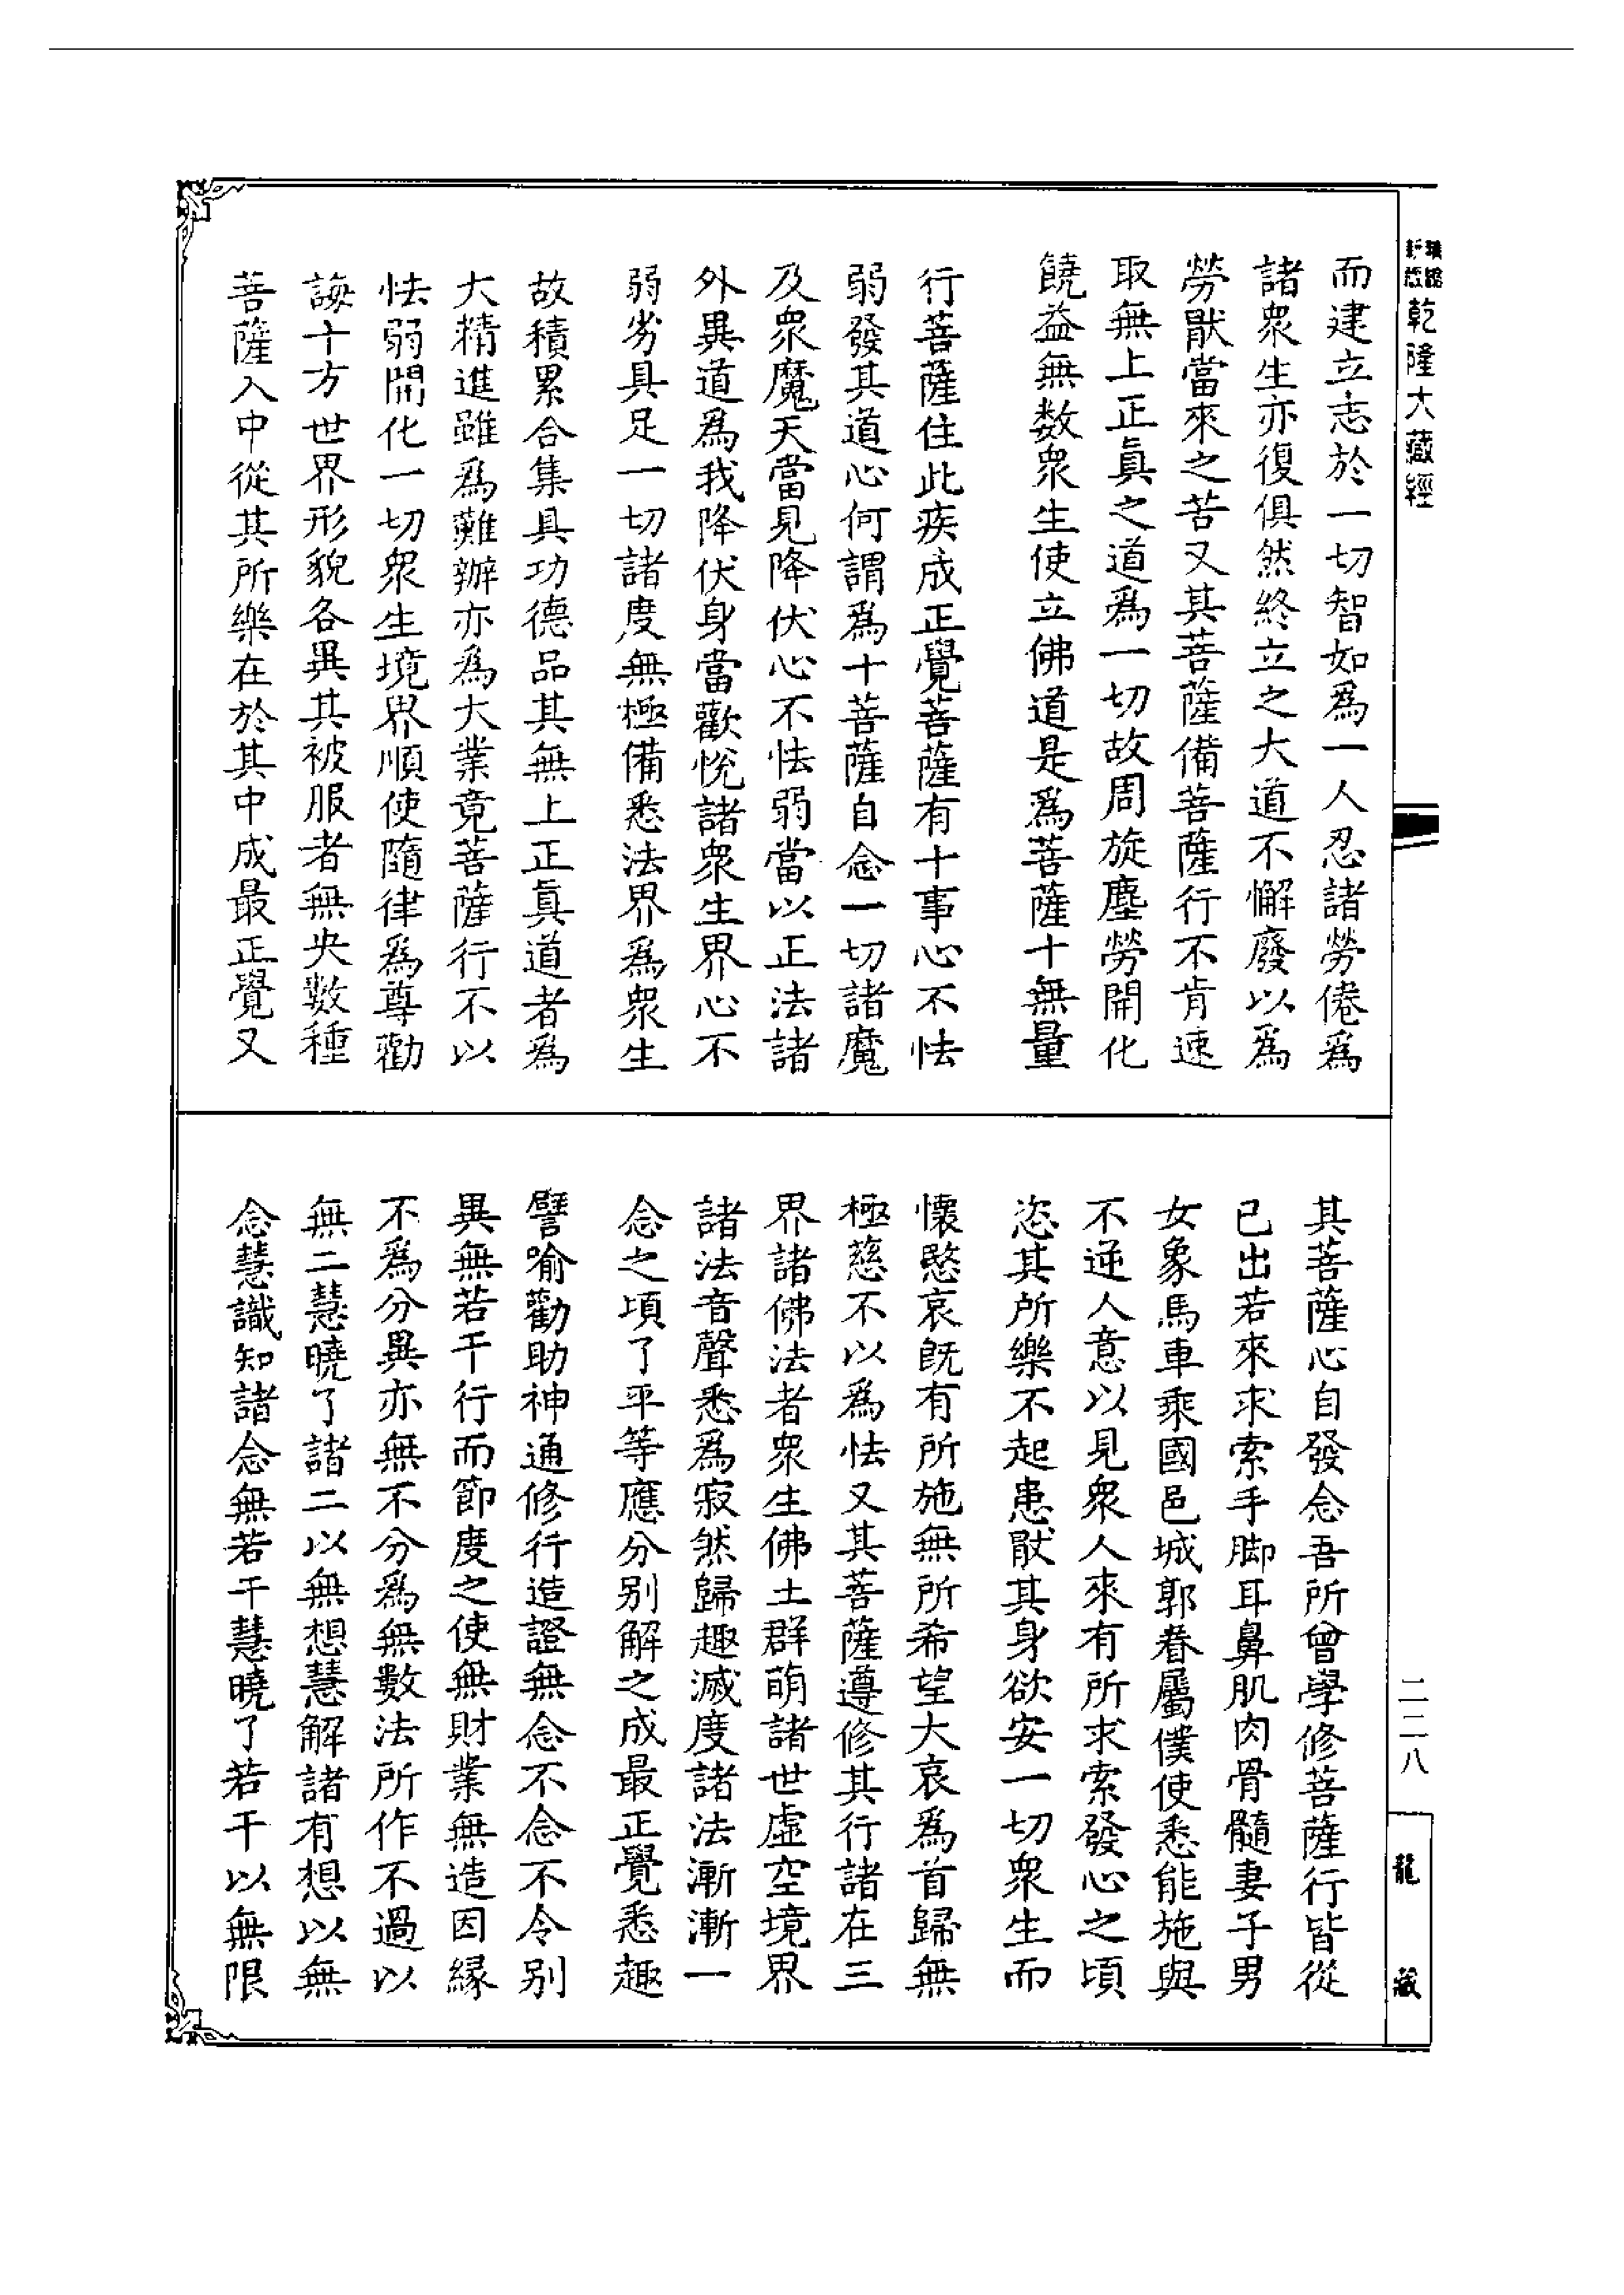 乾隆大藏經
而建立志於一切智如爲一人忍諸勞倦爲
諸衆生亦復俱然終立之大道不懈廢以爲
勞猒當來之苦又其菩薩備菩薩行不肯速
取無上正眞之道爲一切故周旋塵勞開化
饒益無數衆生使立佛道是爲菩薩十無量
行菩薩住此疾成正覺菩薩有十事心不怯
弱發其道心何謂爲十菩薩自念一切諸魔
及衆魔天當見降伏心不怯弱當以正法諸
外異道爲我降伏身當歡悅諸衆生界心不
弱劣具足一切諸度無極備悉法界爲衆生
故積累合集具功德品其無上正眞道者爲
大精進雖爲難辦亦爲大業竟菩薩行不以
怯弱開化一切衆生境界順使隨律爲尊勸
誨十方世界形貌各異其被服者無央數種
菩薩入中從其所樂在於其中成最正覺又
其菩薩心自發念吾所曾學修菩薩行皆從
已出若來求索手脚耳鼻肌肉骨髓妻子男
女象馬車乘國邑城郭眷屬僕使悉能施與
不逆人意以見衆人來有所求索發心之頃
恣其所樂不起患猒其身欲安一切衆生而
懷愍哀旣有所施無所希望大哀爲首歸無
極慈不以爲怯又其菩薩遵修其行諸在三
界諸佛法者衆生佛土群萌諸世虛空境界
諸法音聲悉爲寂然歸趣滅度諸法漸漸一
念之頃了平等應分別解之成最正覺悉趣
譬喻勸助神通修行造證無念不念不令別
異無若干行而節度之使無財業無造因緣
不爲分異亦無不分爲無數法所作不過以
無二慧曉了諸二以無想慧解諸有想以無
念慧識知諸念無若干慧曉了若干以無限
二二八
龍藏